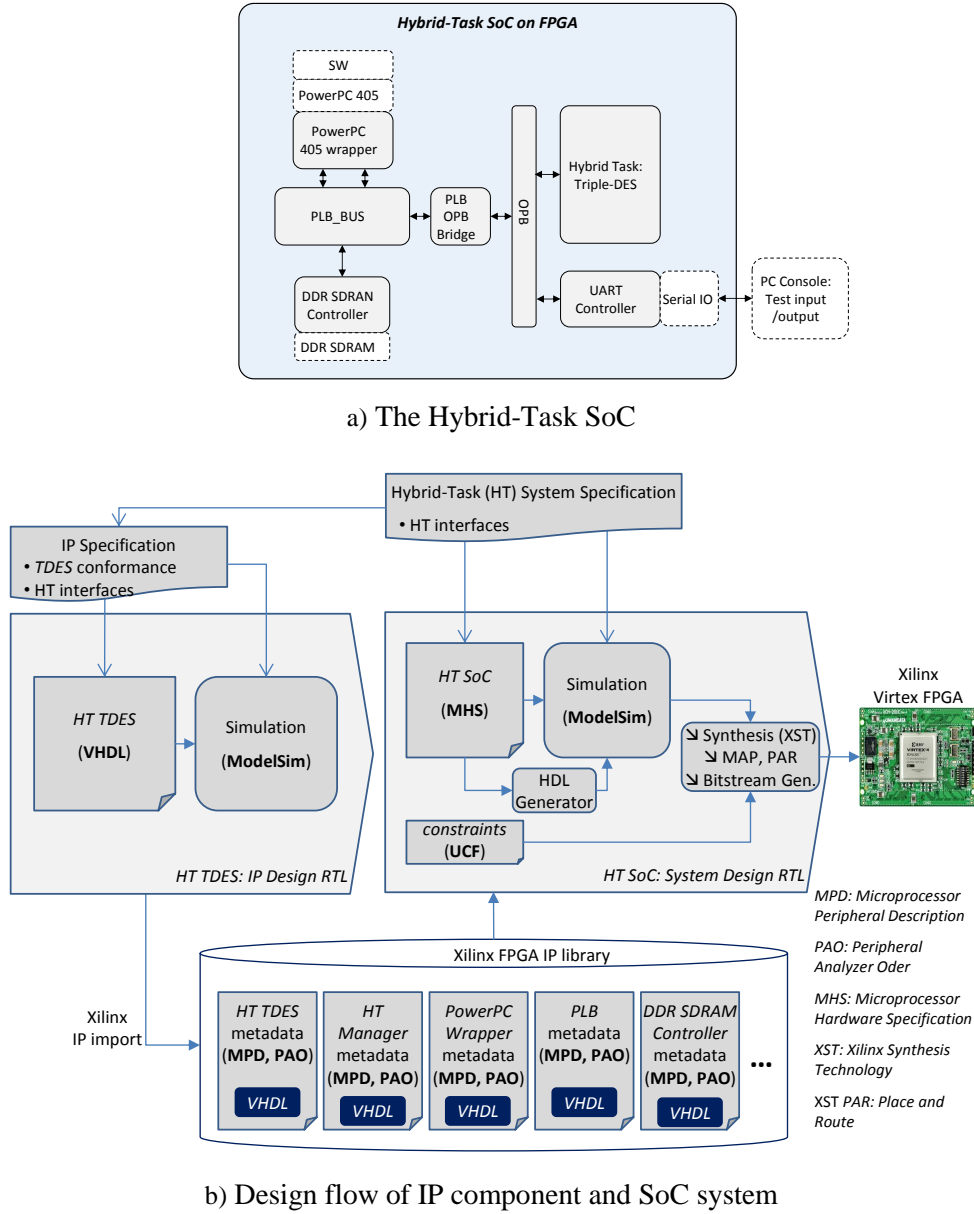 Hybrid-Task SoC on FPGA
SW
PowerPC 405
PowerPC
405 wrapper
PLB_BUS
PLB
OPB
Bridge
OPB
Hybrid Task:
Triple-DES
DDR SDRAN
Controller
DDR SDRAM
UART
Controller
Serial IO
PC Console:
Test input
/output
a) The Hybrid-Task SoC
Hybrid-Task (HT) System Specification
• HT interfaces
IP Specification
• TDES conformance
• HT interfaces
HT TDES
(VHDL)
Simulation
(ModelSim)
HT TDES: IP Design RTL
HT SoC
(MHS)
Simulation
(ModelSim)
HDL
Generator
constraints
(UCF)
↘ Synthesis (XST)
↘ MAP, PAR
↘ Bitstream Gen.
HT SoC: System Design RTL
Xilinx
Virtex FPGA
Xilinx
IP import
Xilinx FPGA IP library
HT TDES
metadata
(MPD, PAO)
VHDL
HT
Manager
metadata
(MPD, PAO)
VHDL
PowerPC
Wrapper
metadata
(MPD, PAO)
VHDL
PLB
metadata
(MPD, PAO)
VHDL
DDR SDRAM
Controller
metadata
(MPD, PAO)
VHDL
...
MPD: Microprocessor
Peripheral Description
PAO: Peripheral
Analyzer Oder
MHS: Microprocessor
Hardware Specification
XST: Xilinx Synthesis
Technology
XST PAR: Place and
Route
b) Design flow of IP component and SoC system